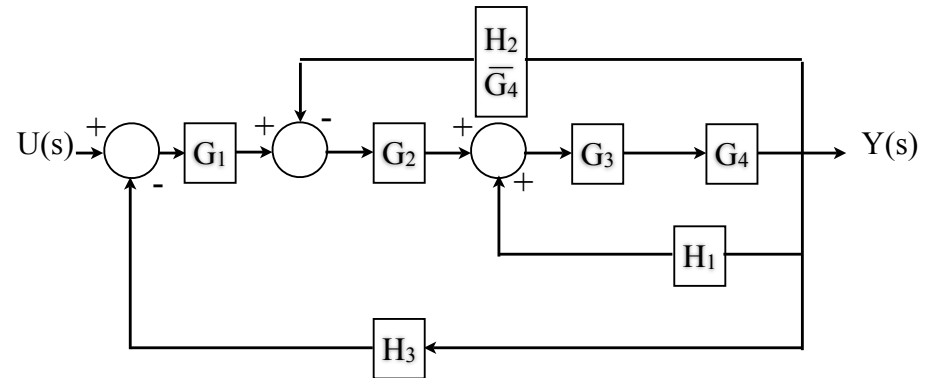 H₂
G₄
+ - + - +
U(s) G₁ G₂ G₃ G₄ Y(s)
- +
H₁
H₃